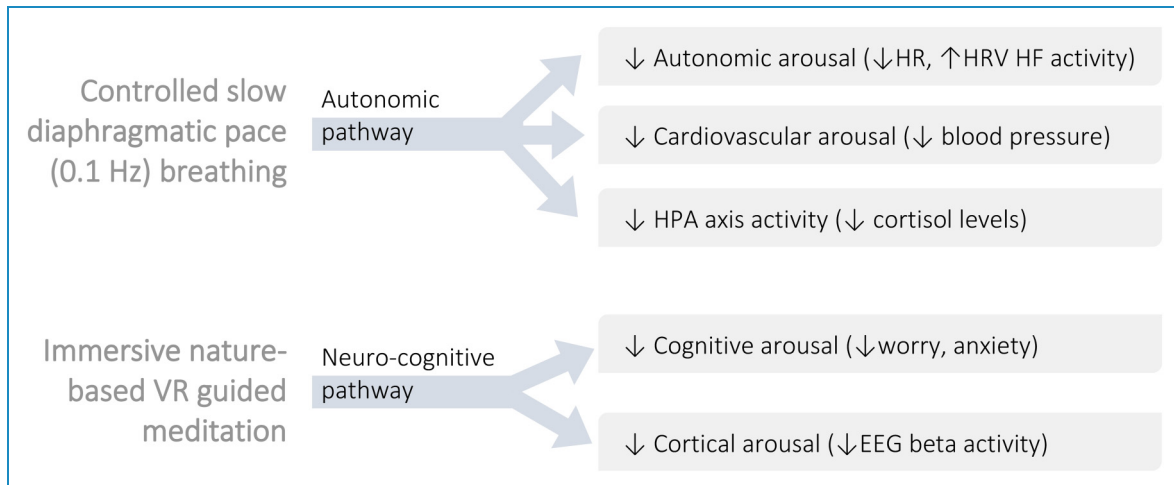 Controlled slow
diaphragmatic pace
(0.1 Hz) breathing
Autonomic
pathway
↓ Autonomic arousal (↓HR, ↑HRV HF activity)
↓ Cardiovascular arousal (↓ blood pressure)
↓ HPA axis activity (↓ cortisol levels)
Immersive nature-
based VR guided
meditation
Neuro-cognitive
pathway
↓ Cognitive arousal (↓worry, anxiety)
↓ Cortical arousal (↓EEG beta activity)